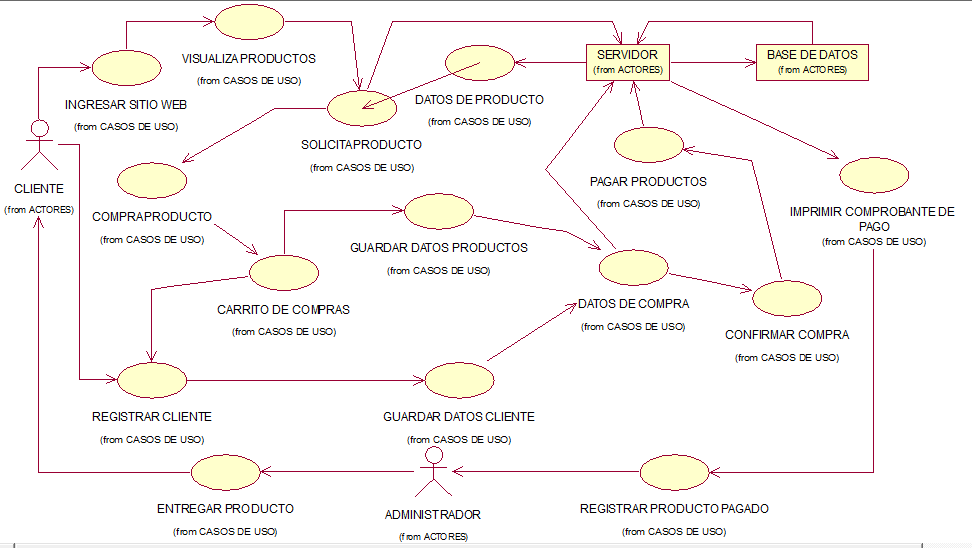 VISUALIZA PRODUCTOS
(from CASOS DE USO)
SERVIDOR
(from ACTORES)
BASE DE DATOS
(from ACTORES)
INGRESAR SITIO WEB
(from CASOS DE USO)
DATOS DE PRODUCTO
(from CASOS DE USO)
SOLICITA PRODUCTO
(from CASOS DE USO)
CLIENTE
(from ACTORES)
PAGAR PRODUCTOS
(from CASOS DE USO)
IMPRIMIR COMPROBANTE DE
PAGO
(from CASOS DE USO)
COMPRA PRODUCTO
(from CASOS DE USO)
GUARDAR DATOS PRODUCTOS
(from CASOS DE USO)
CARRITO DE COMPRAS
(from CASOS DE USO)
DATOS DE COMPRA
(from CASOS DE USO)
CONFIRMAR COMPRA
(from CASOS DE USO)
REGISTRAR CLIENTE
(from CASOS DE USO)
GUARDAR DATOS CLIENTE
(from CASOS DE USO)
ENTREGAR PRODUCTO
(from CASOS DE USO)
ADMINISTRADOR
(from ACTORES)
REGISTRAR PRODUCTO PAGADO
(from CASOS DE USO)